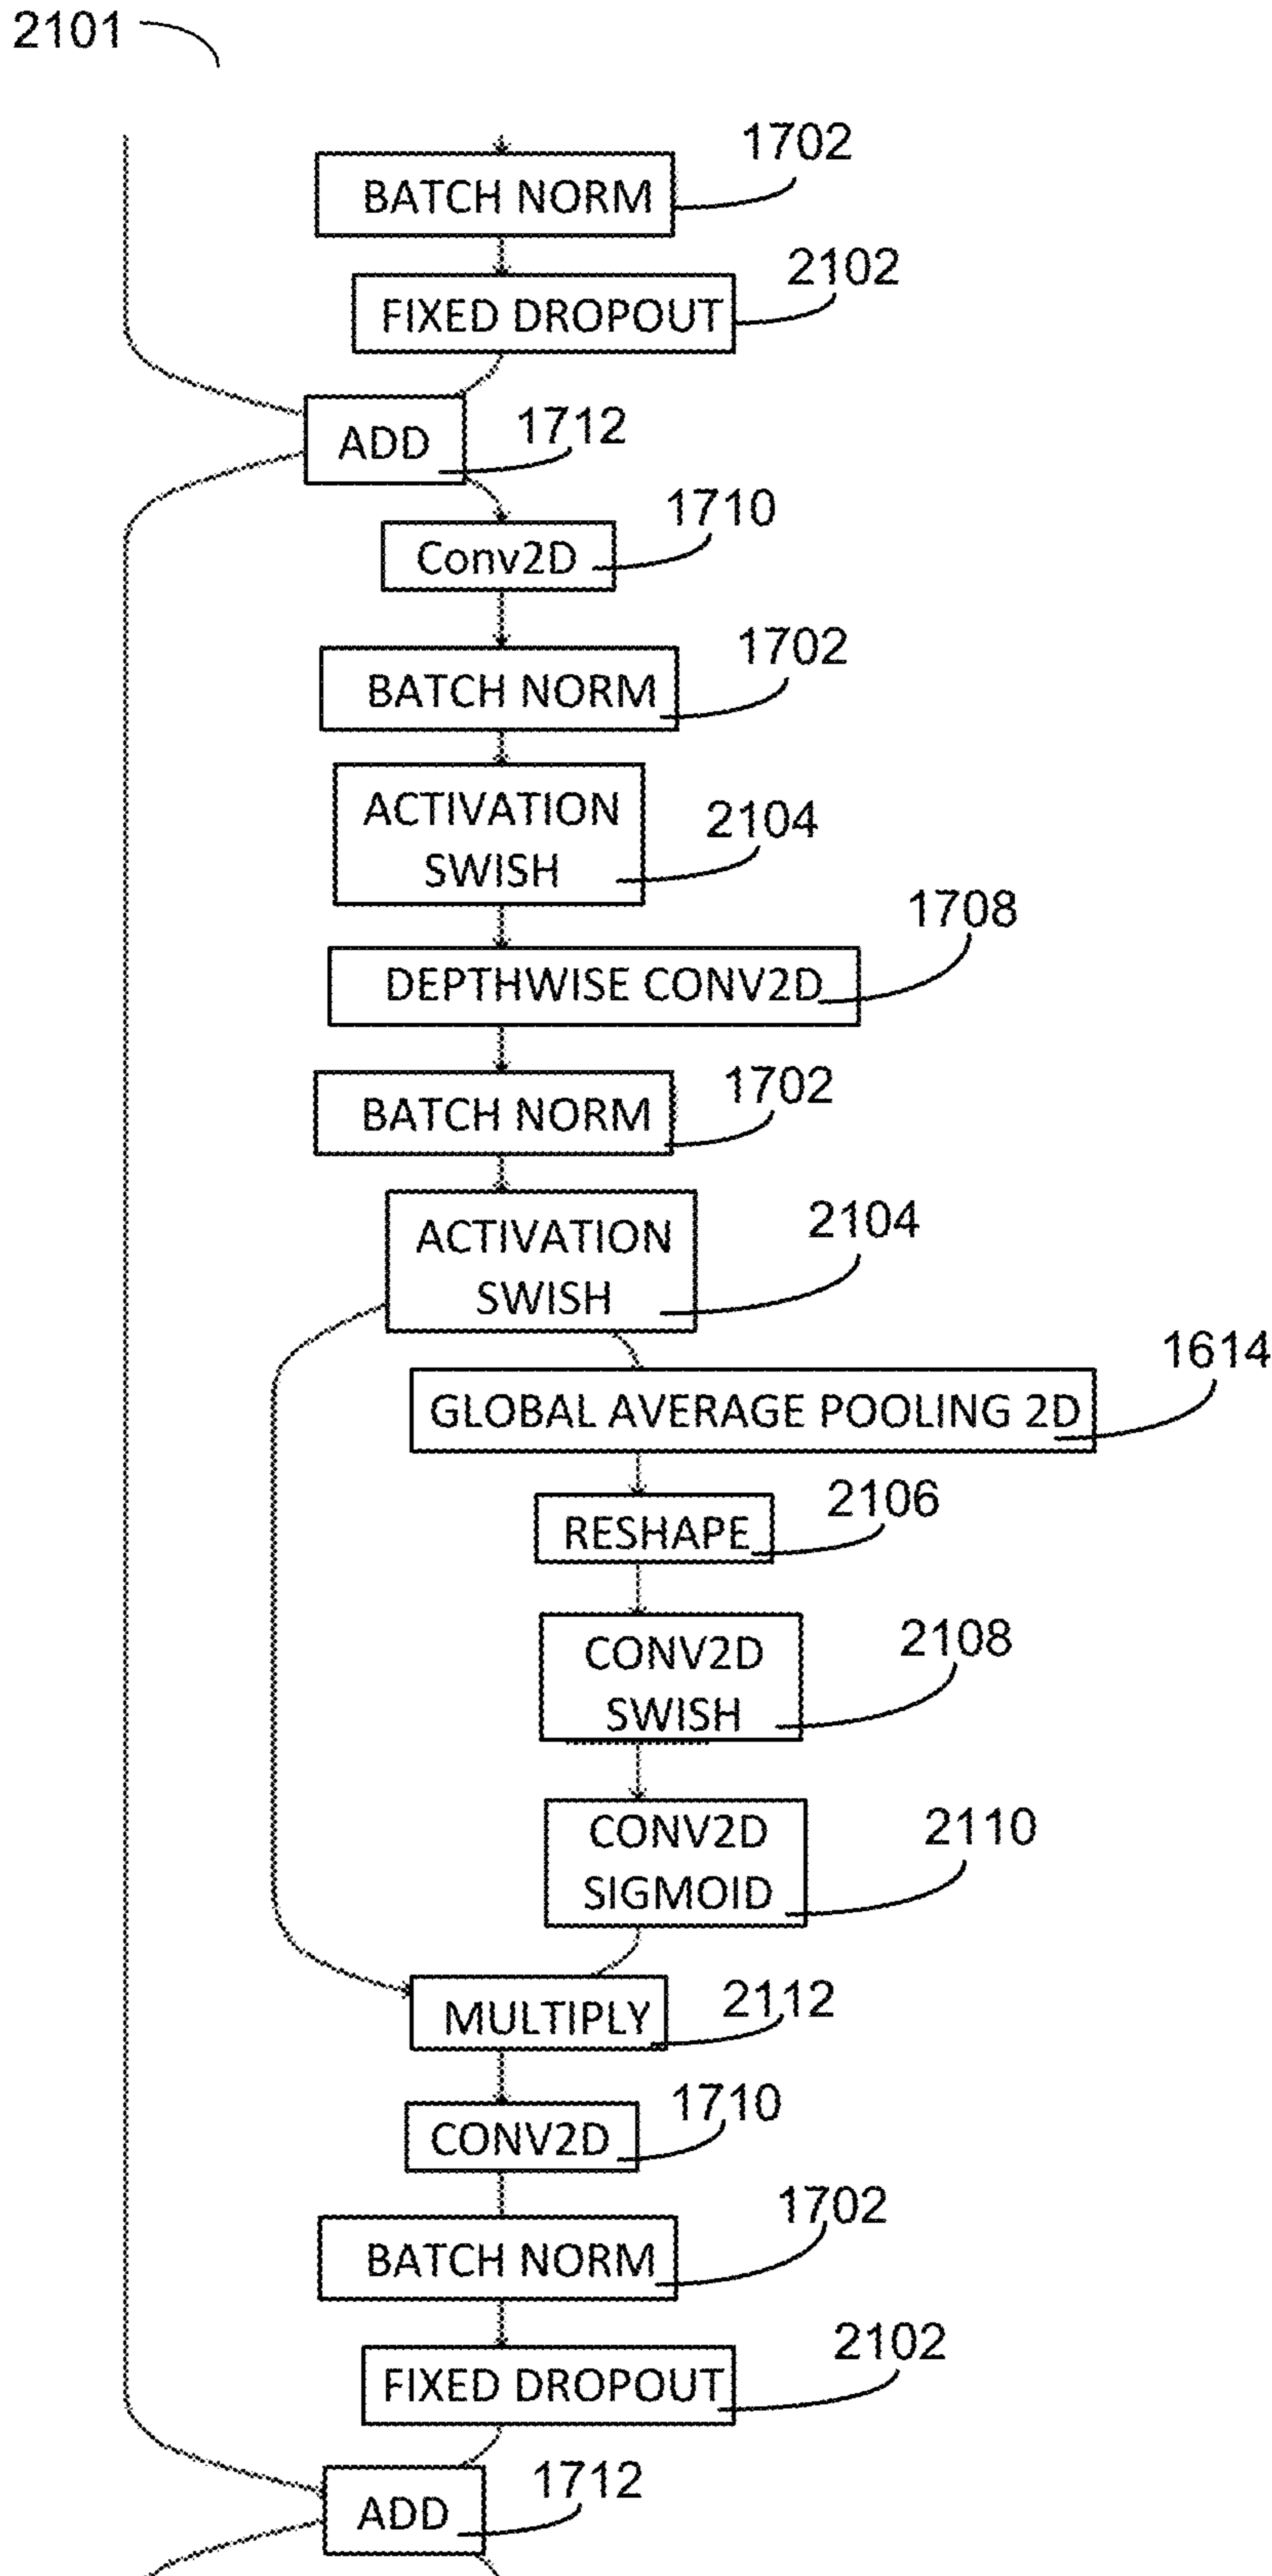 2101
1702
BATCH NORM
2102
FIXED DROPOUT
ADD
1712
1710
Conv2D
1702
BATCH NORM
ACTIVATION
SWISH
2104
1708
DEPTHWISE CONV2D
1702
BATCH NORM
ACTIVATION
SWISH
2104
1614
GLOBAL AVERAGE POOLING 2D
2106
RESHAPE
2108
CONV2D
SWISH
2110
CONV2D
SIGMOID
2112
MULTIPLY
1710
CONV2D
1702
BATCH NORM
2102
FIXED DROPOUT
1712
ADD